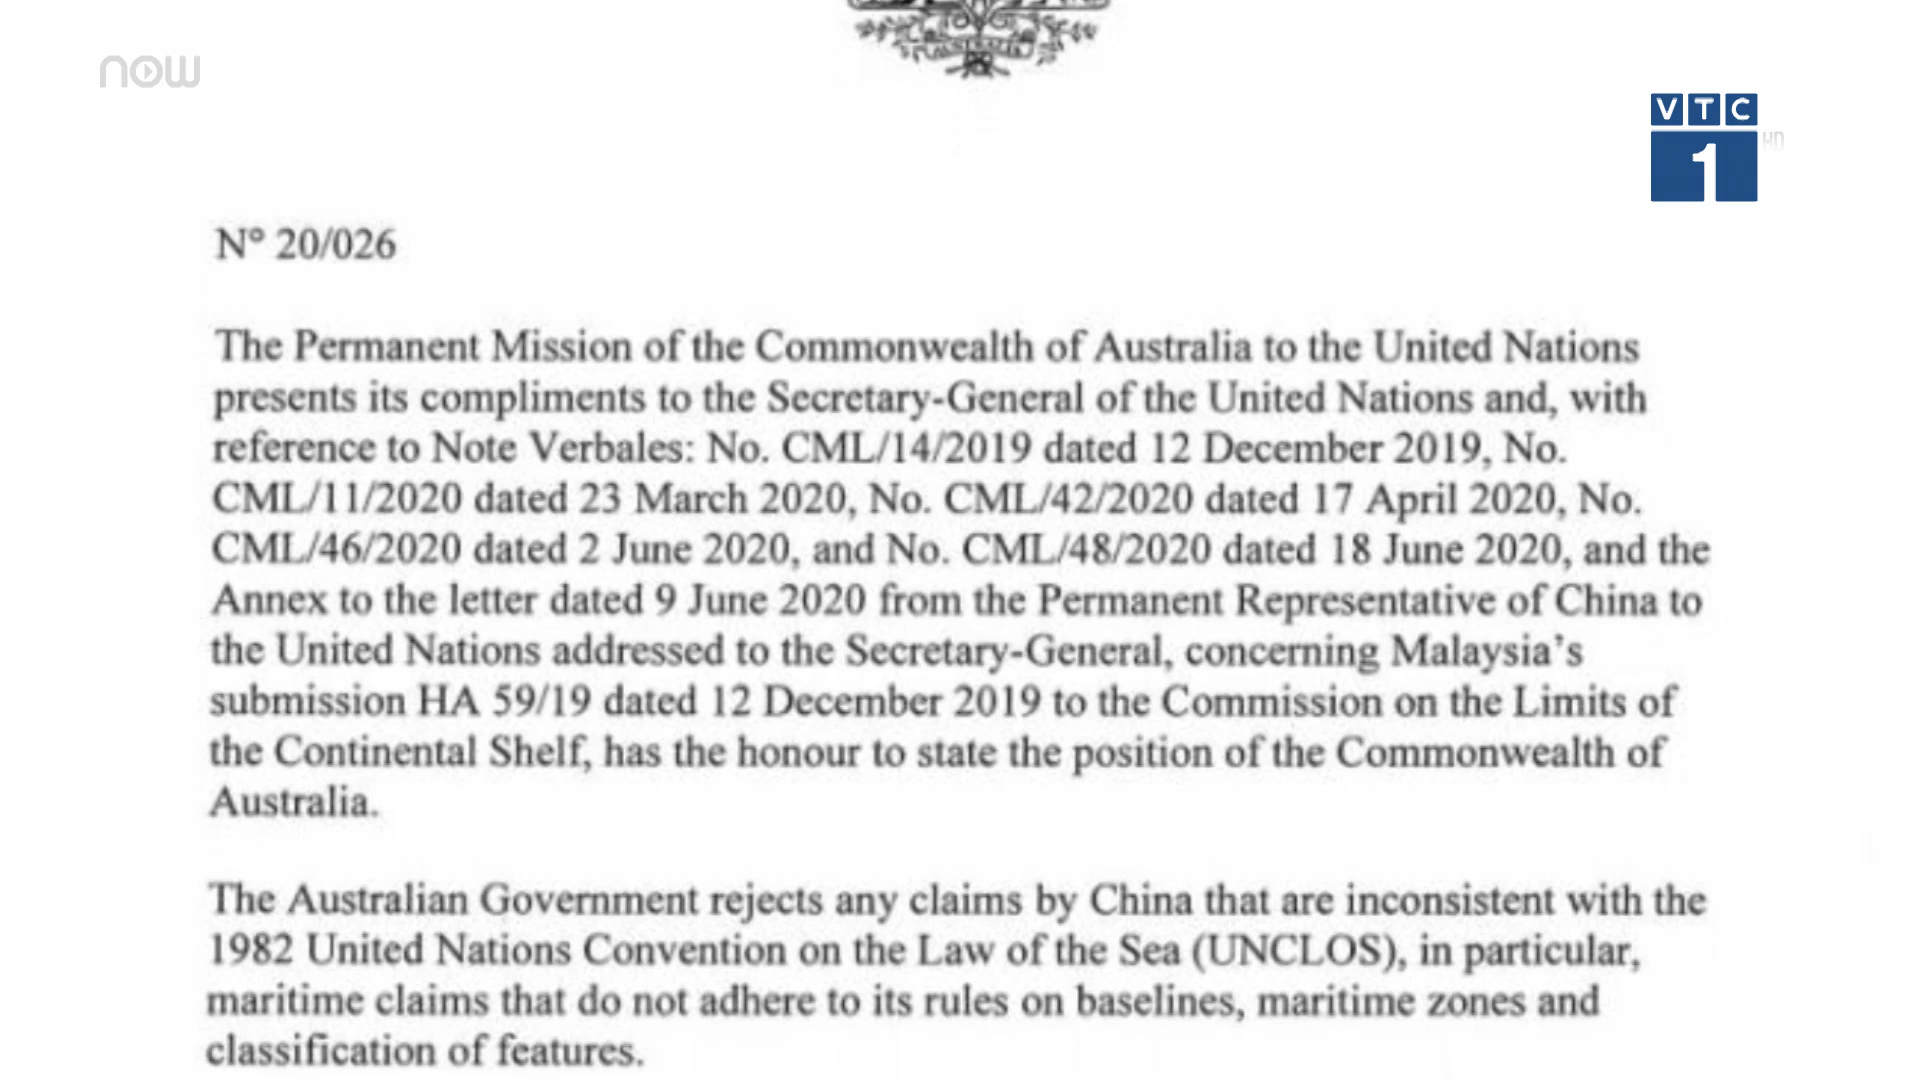 now
AUSTRALIA
VTC
HD
1
N° 20/026
The Permanent Mission of the Commonwealth of Australia to the United Nations
presents its compliments to the Secretary-General of the United Nations and, with
reference to Note Verbales: No. CML/14/2019 dated 12 December 2019, No.
CML/11/2020 dated 23 March 2020, No. CML/42/2020 dated 17 April 2020, No.
CML/46/2020 dated 2 June 2020, and No. CML/48/2020 dated 18 June 2020, and the
Annex to the letter dated 9 June 2020 from the Permanent Representative of China to
the United Nations addressed to the Secretary-General, concerning Malaysia's
submission HA 59/19 dated 12 December 2019 to the Commission on the Limits of
the Continental Shelf, has the honour to state the position of the Commonwealth of
Australia.
The Australian Government rejects any claims by China that are inconsistent with the
1982 United Nations Convention on the Law of the Sea (UNCLOS), in particular,
maritime claims that do not adhere to its rules on baselines, maritime zones and
classification of features.